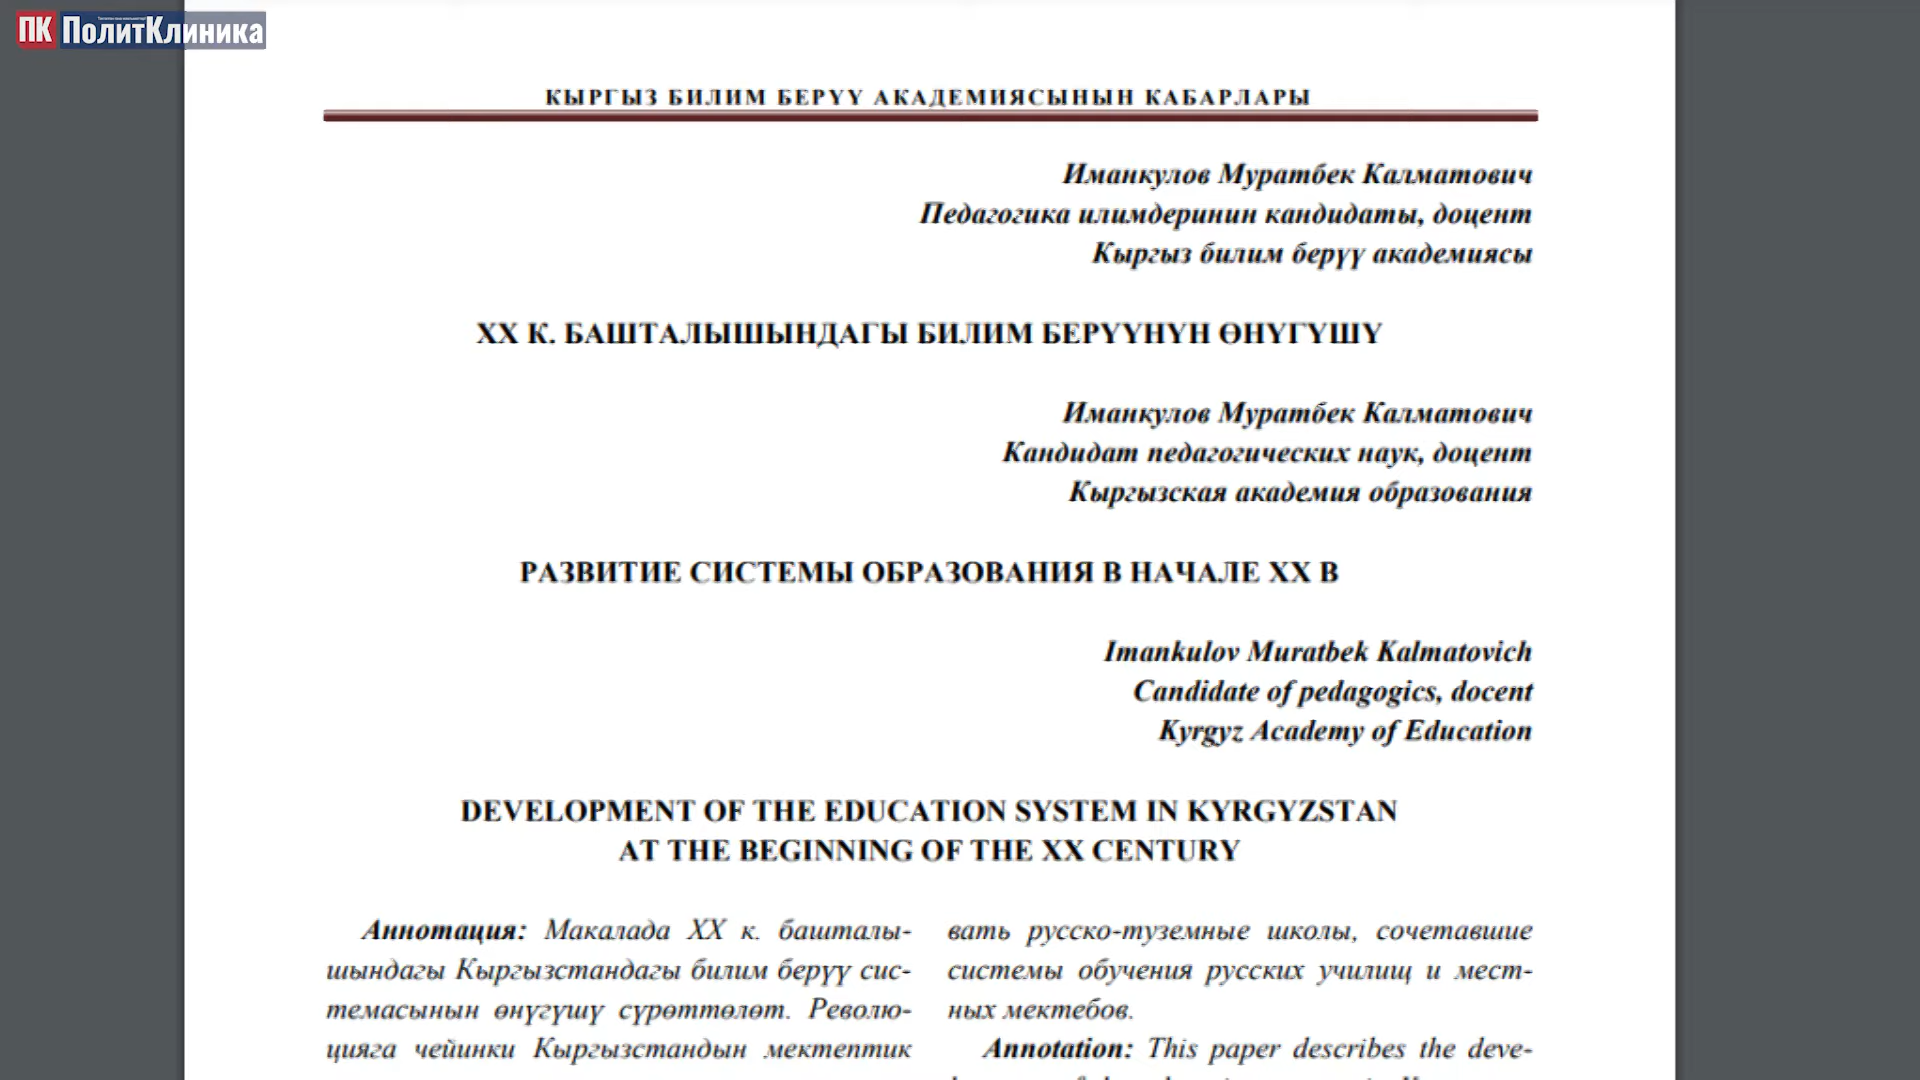 ПК ПолитКлиника
КЫРГЫЗ БИЛИМ БЕРҮҮ АКАДЕМИЯСЫНЫН КАБАРЛАРЫ
Иманкулов Муратбек Калматович
Педагогика илимдеринин кандидаты, доцент
Кыргыз билим берүү академиясы
XX К. БАШТАЛЫШЫНДАГЫ БИЛИМ БЕРҮҮНҮН ӨНҮГҮШҮ
Иманкулов Муратбек Калматович
Кандидат педагогических наук, доцент
Кыргызская академия образования
РАЗВИТИЕ СИСТЕМЫ ОБРАЗОВАНИЯ В НАЧАЛЕ XX В
Imankulov Muratbek Kalmatovich
Candidate of pedagogics, docent
Kyrgyz Academy of Education
DEVELOPMENT OF THE EDUCATION SYSTEM IN KYRGYZSTAN
AT THE BEGINNING OF THE XX CENTURY
Аннотация: Макалада XX к. башталы-
шындагы Кыргызстандагы билим берүү сис-
темасынын өнүгүшү сүрөттөлөт. Револю-
цияга чейинки Кыргызстандын мектептик
вать русско-туземные школы, сочетавшие
системы обучения русских училищ и мест-
ных мектебов.
Annotation: This paper describes the deve-